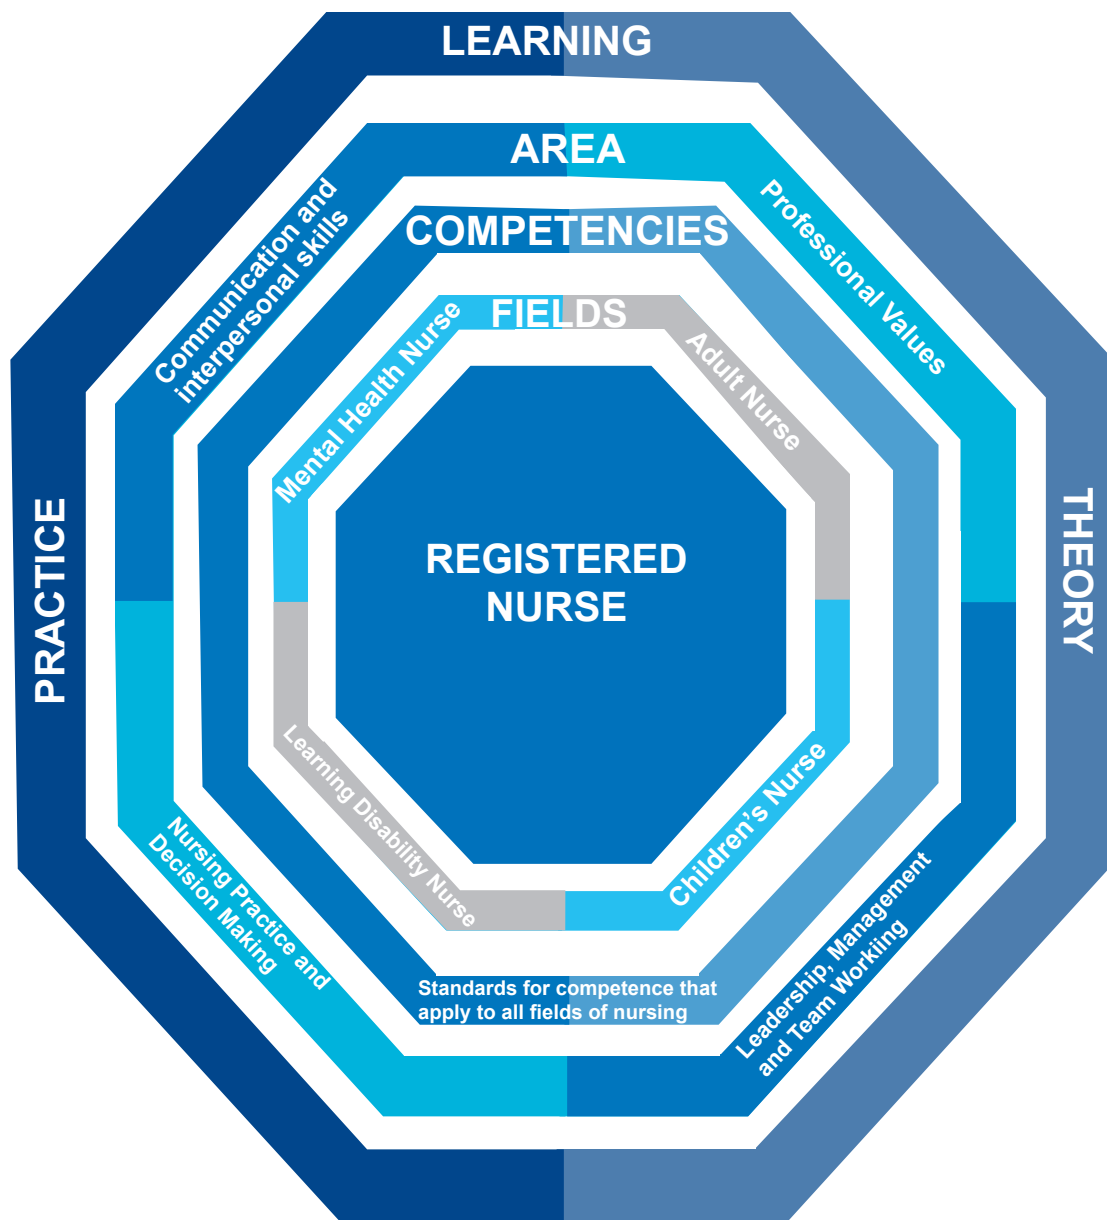 LEARNING
AREA
COMPETENCIES
FIELDS
Communication and
interpersonal skills
Professional Values
Mental Health Nurse
Adult Nurse
PRACTICE
REGISTERED
NURSE
THEORY
Learning Disability Nurse
Children's Nurse
Nursing Practice and
Decision Making
Leadership, Management
and Team Workiing
Standards for competence that
apply to all fields of nursing